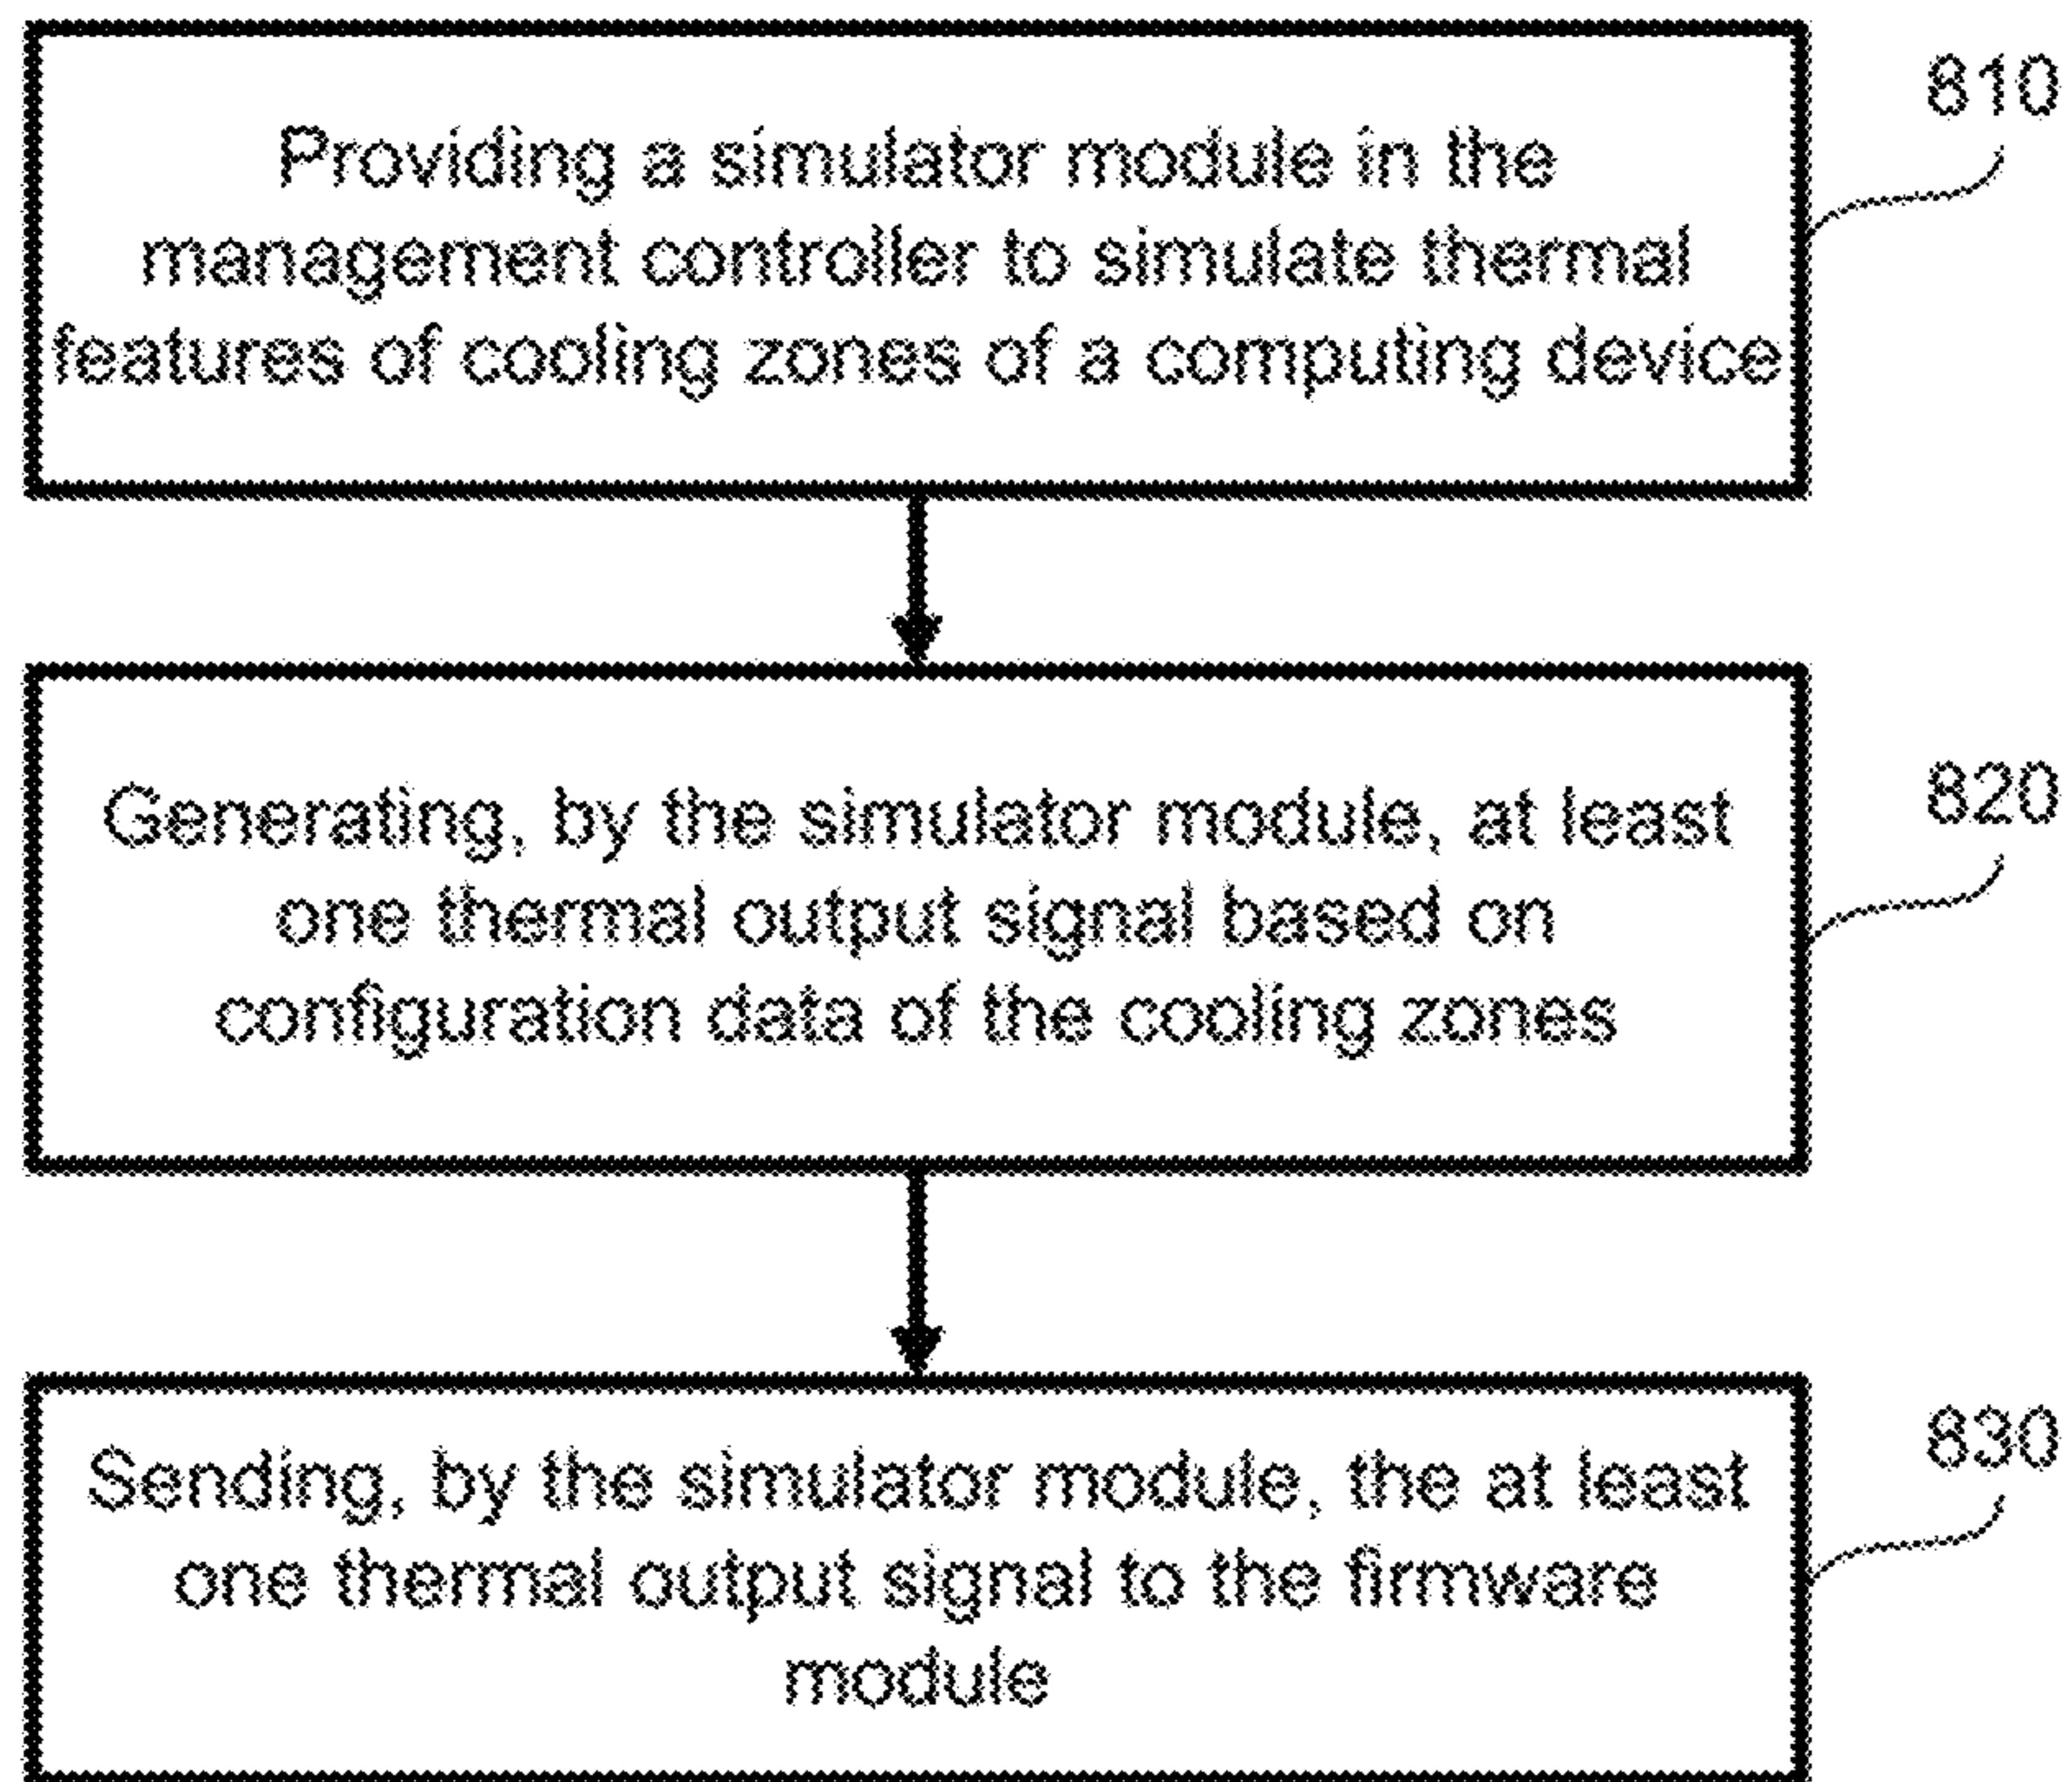 810
Providing a simulator module in the
management controller to simulate thermal
features of cooling zones of a computing device
820
Generating, by the simulator module, at least
one thermal output signal based on
configuration data of the cooling zones
830
Sending, by the simulator module, the at least
one thermal output signal to the firmware
module